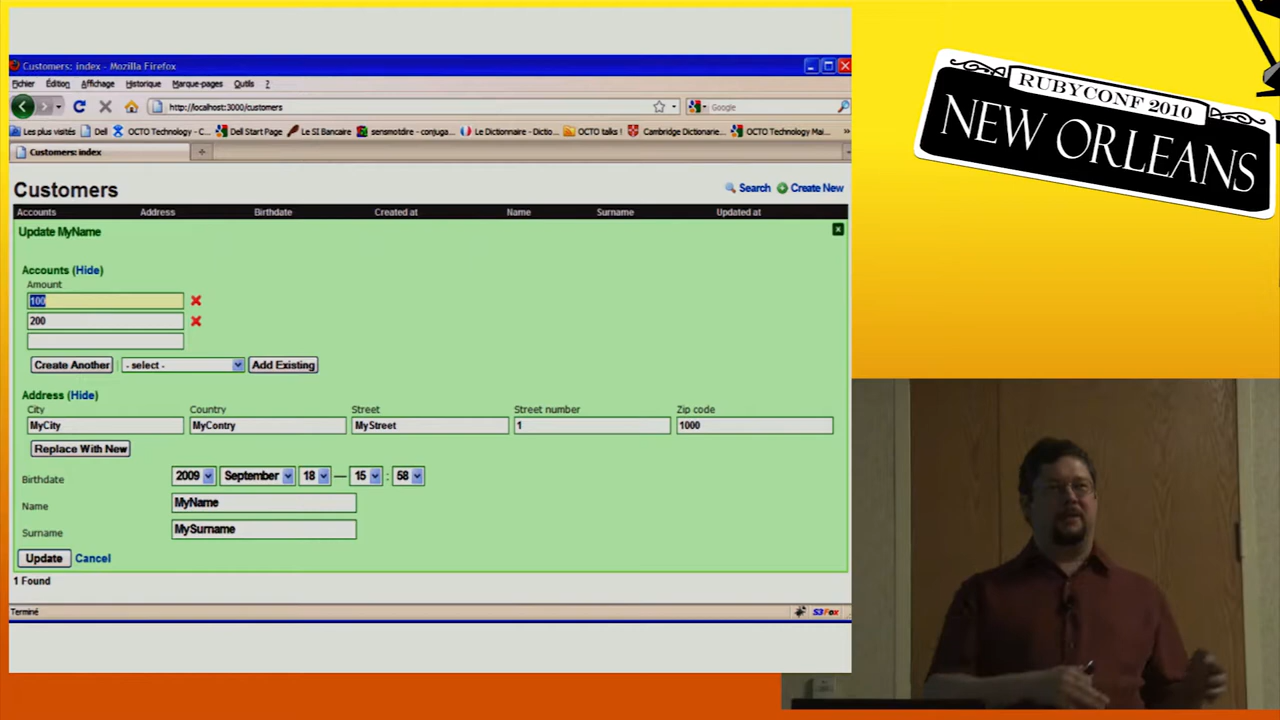 Customers: index - Mozilla Firefox
Fichier Édition Affichage Historique Marque-pages Outils ?
http://localhost:3000/customers
Google
Les plus visités Dell OCTO Technology - C... Dell Start Page Le SI Bancaire sensmotdire - conjuga... Le Dictionnaire - Dictio... OCTO talks ! Cambridge Dictionarie... OCTO Technology Mai... »
Customers: index
Customers
Search Create New
Accounts Address Birthdate Created at Name Surname Updated at
Update MyName
Accounts (Hide)
Amount
100
200
Create Another - select - Add Existing
Address (Hide)
City Country Street Street number Zip code
MyCity MyContry MyStreet 1 1000
Replace With New
Birthdate 2009 September 18 — 15 : 58
Name MyName
Surname MySurname
Update Cancel
1 Found
Terminé S3Fox
RUBYCONF 2010
NEW ORLEANS